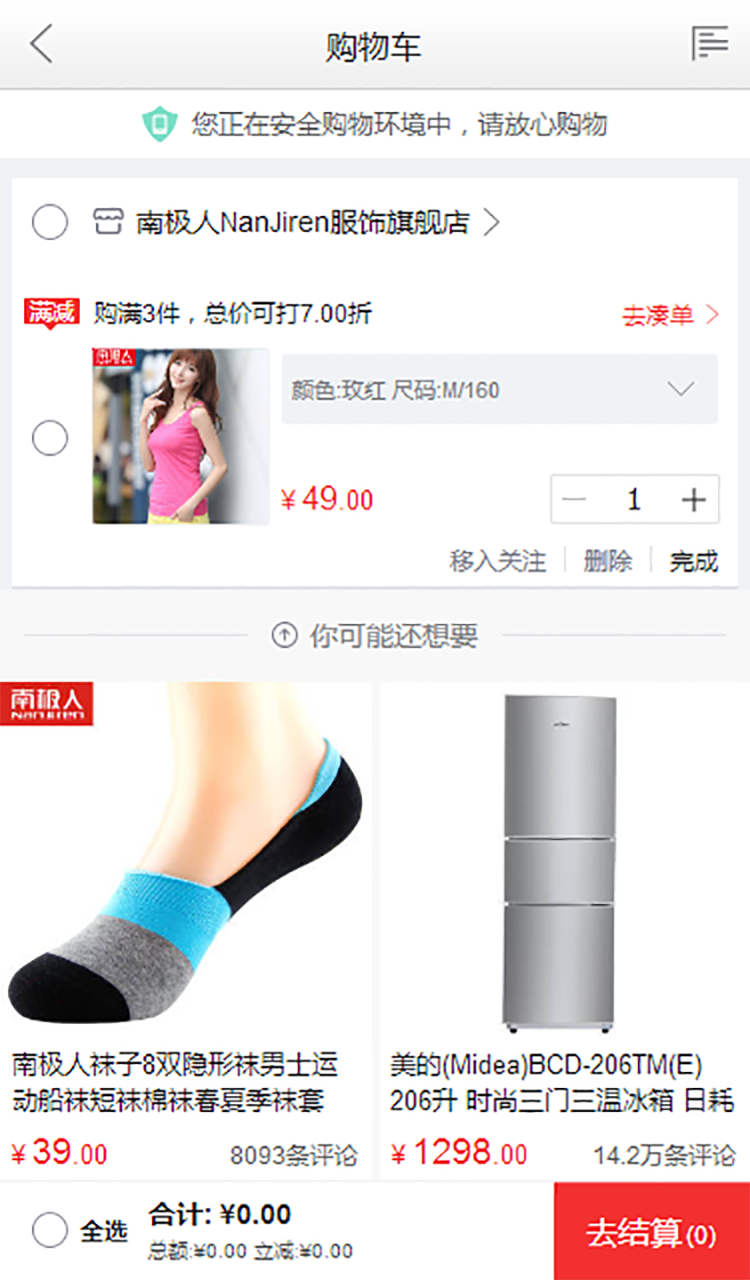 购物车
您正在安全购物环境中，请放心购物
南极人NanJiren服饰旗舰店
满减 购满3件，总价可打7.00折 去凑单
南极人
颜色:玫红 尺码:M/160
¥ 49.00
1
移入关注 删除 完成
你可能还想要
南极人
NanJiren
南极人袜子8双隐形袜男士运
动船袜短袜棉袜春夏季袜套
¥ 39.00 8093条评论
美的(Midea)BCD-206TM(E)
206升 时尚三门三温冰箱 日耗
¥ 1298.00 14.2万条评论
全选
合计: ¥0.00
总额:¥0.00 立减:¥0.00
去结算(0)